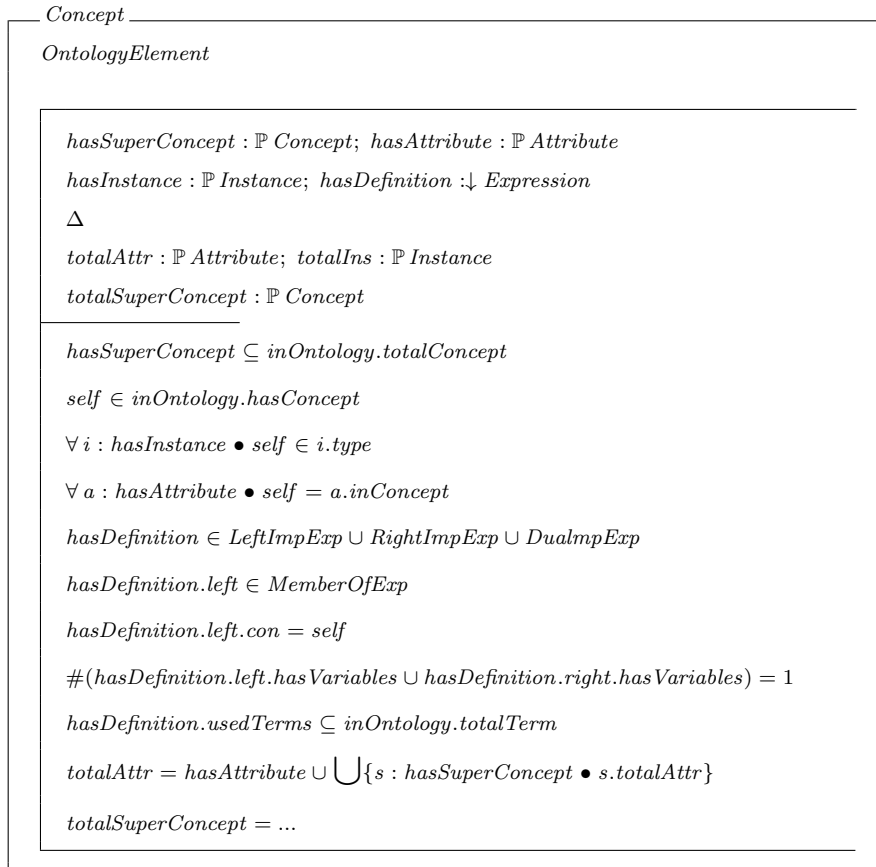 Concept
OntologyElement
hasSuperConcept : ℙ Concept; hasAttribute : ℙ Attribute
hasInstance : ℙ Instance; hasDefinition :↓ Expression
Δ
totalAttr : ℙ Attribute; totalIns : ℙ Instance
totalSuperConcept : ℙ Concept
hasSuperConcept ⊆ inOntology.totalConcept
self ∈ inOntology.hasConcept
∀ i : hasInstance • self ∈ i.type
∀ a : hasAttribute • self = a.inConcept
hasDefinition ∈ LeftImpExp ∪ RightImpExp ∪ DualmpExp
hasDefinition.left ∈ MemberOfExp
hasDefinition.left.con = self
#(hasDefinition.left.hasVariables ∪ hasDefinition.right.hasVariables) = 1
hasDefinition.usedTerms ⊆ inOntology.totalTerm
totalAttr = hasAttribute ∪ ⋃{s : hasSuperConcept • s.totalAttr}
totalSuperConcept = ...